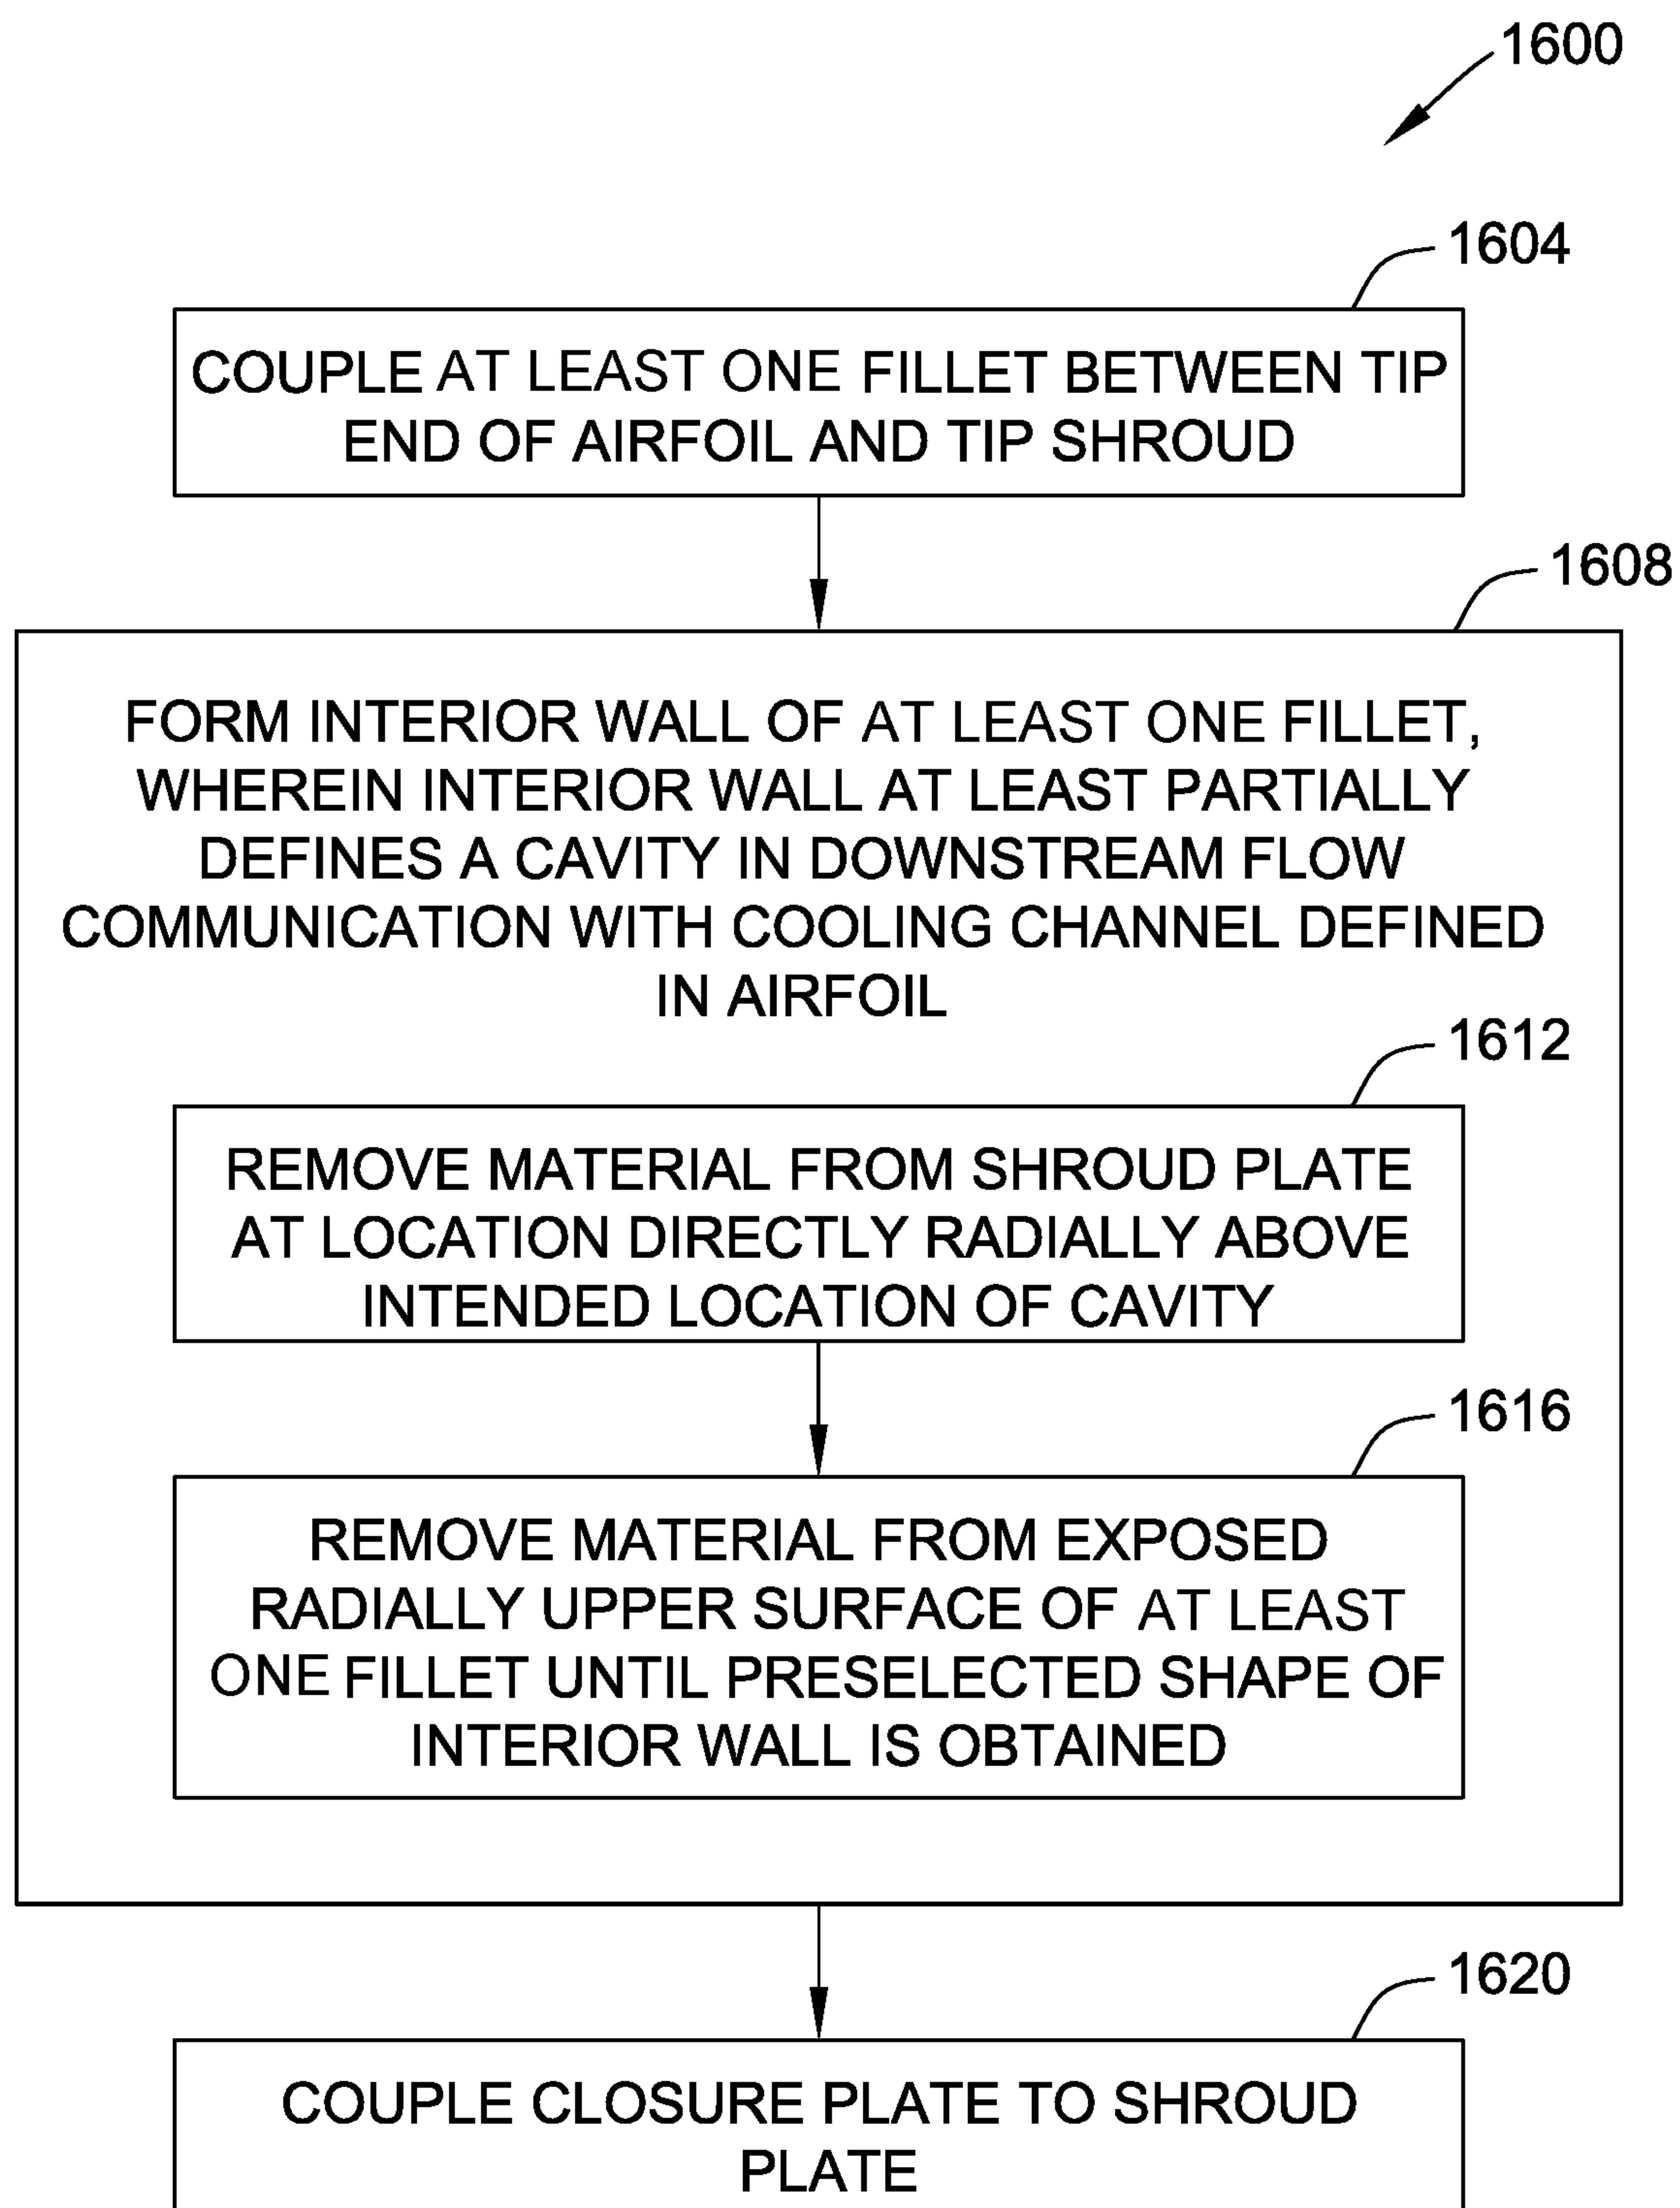 1600
1604
COUPLE AT LEAST ONE FILLET BETWEEN TIP
END OF AIRFOIL AND TIP SHROUD
1608
FORM INTERIOR WALL OF AT LEAST ONE FILLET,
WHEREIN INTERIOR WALL AT LEAST PARTIALLY
DEFINES A CAVITY IN DOWNSTREAM FLOW
COMMUNICATION WITH COOLING CHANNEL DEFINED
IN AIRFOIL
1612
REMOVE MATERIAL FROM SHROUD PLATE
AT LOCATION DIRECTLY RADIALLY ABOVE
INTENDED LOCATION OF CAVITY
1616
REMOVE MATERIAL FROM EXPOSED
RADIALLY UPPER SURFACE OF AT LEAST
ONE FILLET UNTIL PRESELECTED SHAPE OF
INTERIOR WALL IS OBTAINED
1620
COUPLE CLOSURE PLATE TO SHROUD
PLATE